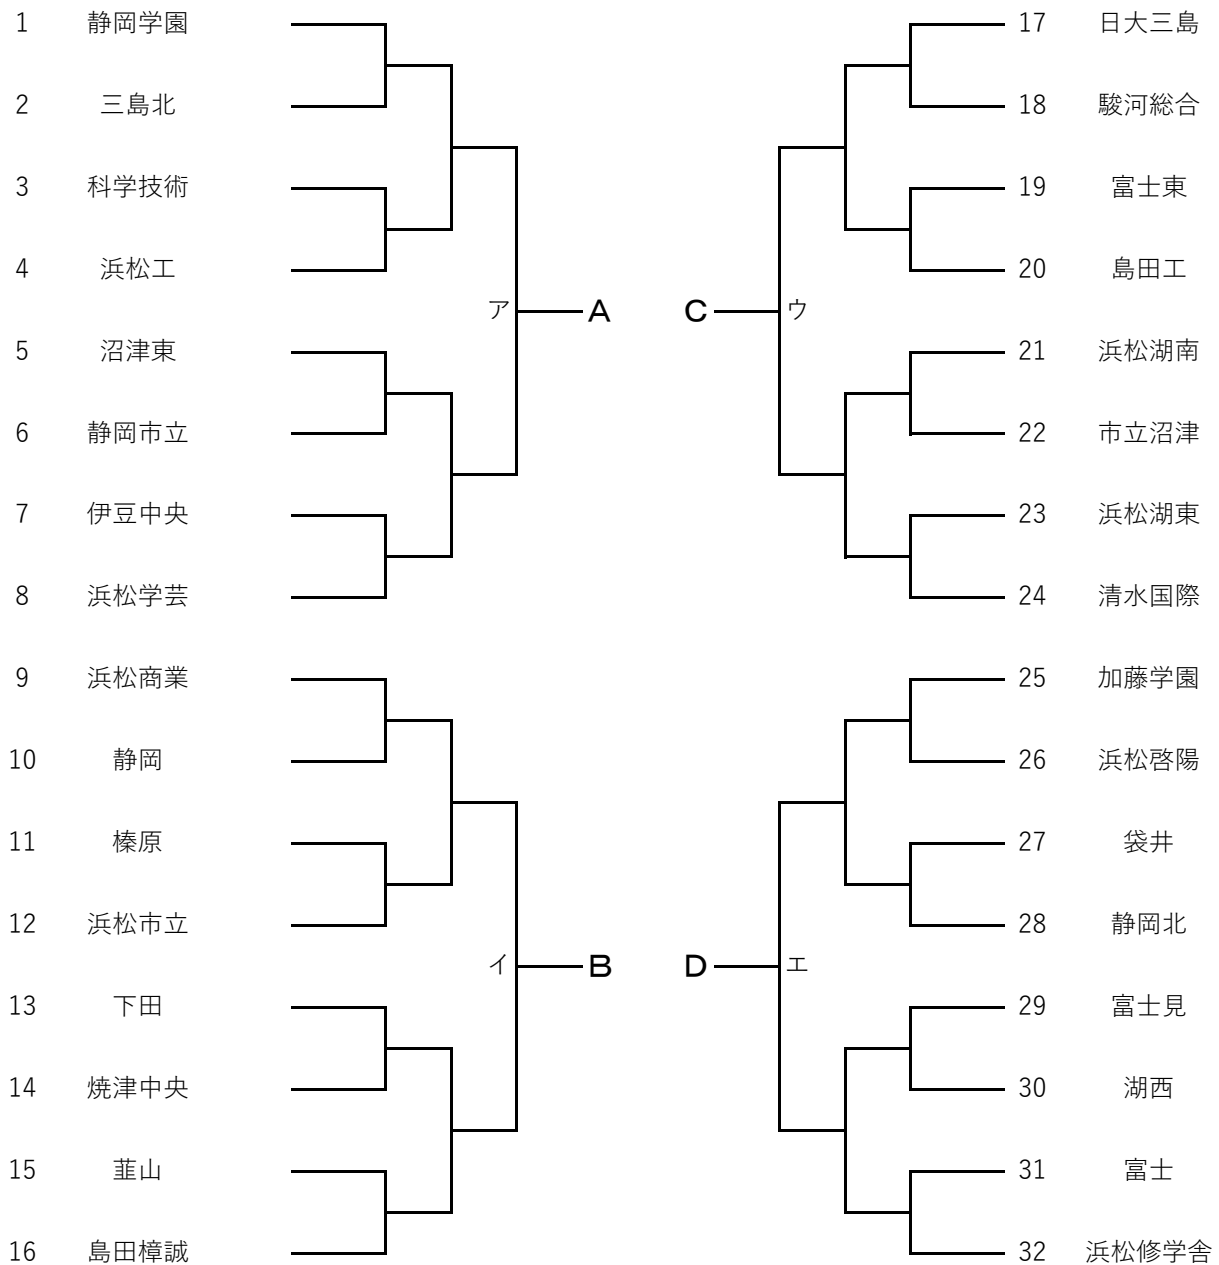 1 静岡学園
2 三島北
3 科学技術
4 浜松工
ア A
5 沼津東
6 静岡市立
7 伊豆中央
8 浜松学芸
9 浜松商業
10 静岡
11 榛原
12 浜松市立
イ B
13 下田
14 焼津中央
15 韮山
16 島田樟誠
17 日大三島
18 駿河総合
19 富士東
20 島田工
C ウ
21 浜松湖南
22 市立沼津
23 浜松湖東
24 清水国際
25 加藤学園
26 浜松啓陽
27 袋井
28 静岡北
D エ
29 富士見
30 湖西
31 富士
32 浜松修学舎